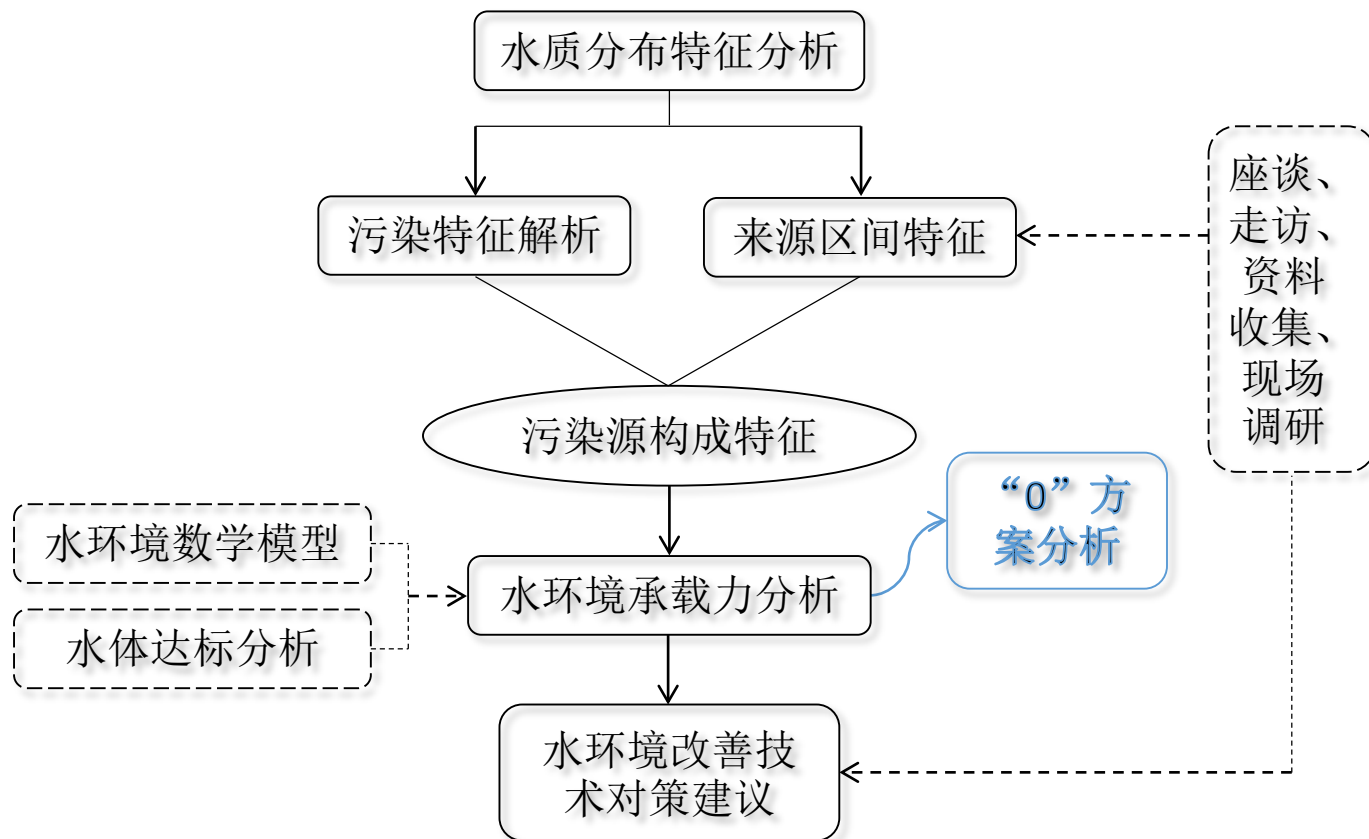 水质分布特征分析
污染特征解析
来源区间特征
座谈、
走访、
资料
收集、
现场
调研
污染源构成特征
“0”方
案分析
水环境数学模型
水环境承载力分析
水体达标分析
水环境改善技
术对策建议